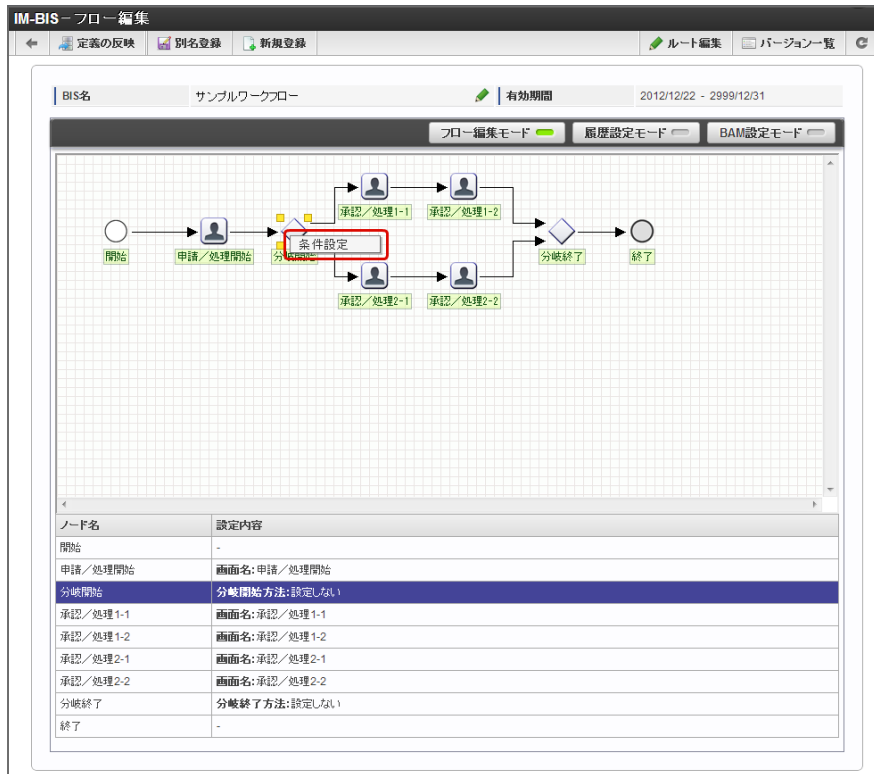 IM-BIS－フロー編集
定義の反映 別名登録 新規登録 ルート編集 バージョン一覧
BIS名 サンプルワークフロー 有効期間 2012/12/22 - 2999/12/31
フロー編集モード 履歴設定モード BAM設定モード
承認／処理1-1 承認／処理1-2
条件設定
開始 申請／処理開始 分岐開始 分岐終了 終了
承認／処理2-1 承認／処理2-2
ノード名 設定内容
開始 -
申請／処理開始 画面名:申請／処理開始
分岐開始 分岐開始方法:設定しない
承認／処理1-1 画面名:承認／処理1-1
承認／処理1-2 画面名:承認／処理1-2
承認／処理2-1 画面名:承認／処理2-1
承認／処理2-2 画面名:承認／処理2-2
分岐終了 分岐終了方法:設定しない
終了 -